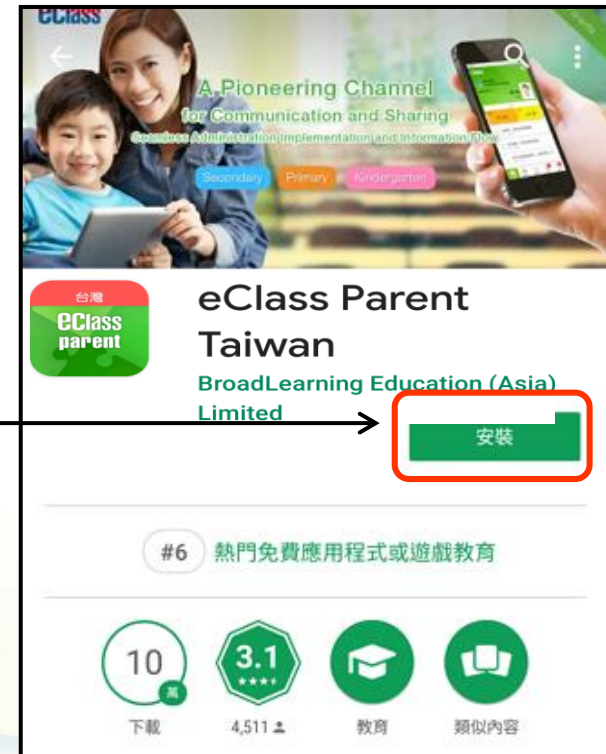 eClass
A Pioneering Channel
for Communication and Sharing
Seamless Administration Implementation and Information Flow
Secondary Primary Kindergarten
台灣
eClass
parent
eClass Parent
Taiwan
BroadLearning Education (Asia)
Limited
安裝
#6 熱門免費應用程式或遊戲教育
10
萬
3.1
下載 4,511 教育 類似內容